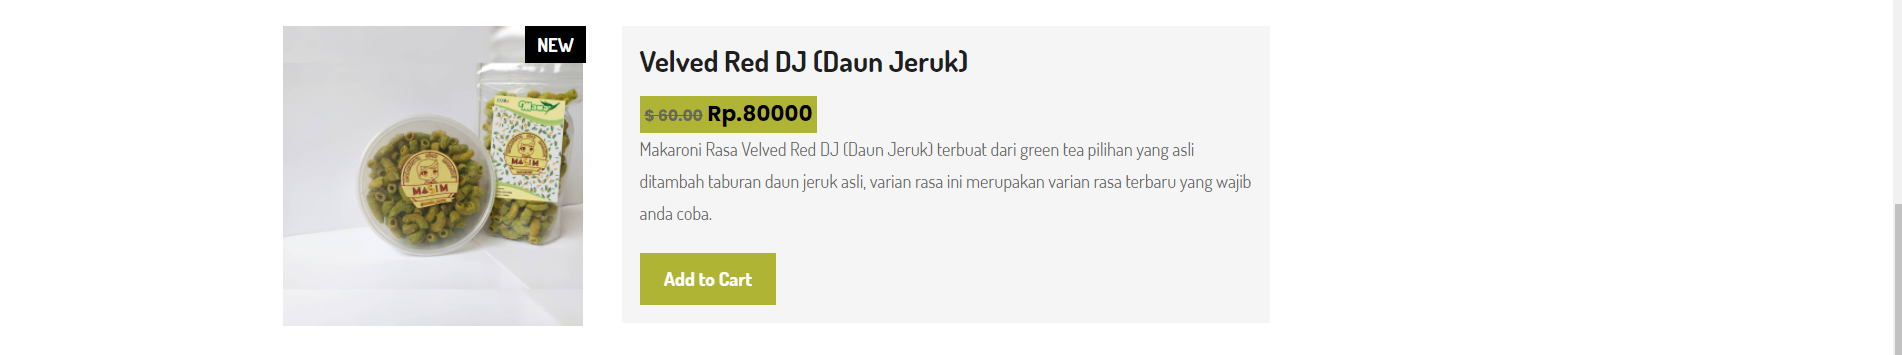 NEW
Velved Red DJ (Daun Jeruk)
$ 60.00 Rp.80000
Makaroni Rasa Velved Red DJ (Daun Jeruk) terbuat dari green tea pilihan yang asli
ditambah taburan daun jeruk asli, varian rasa ini merupakan varian rasa terbaru yang wajib
anda coba.
Add to Cart